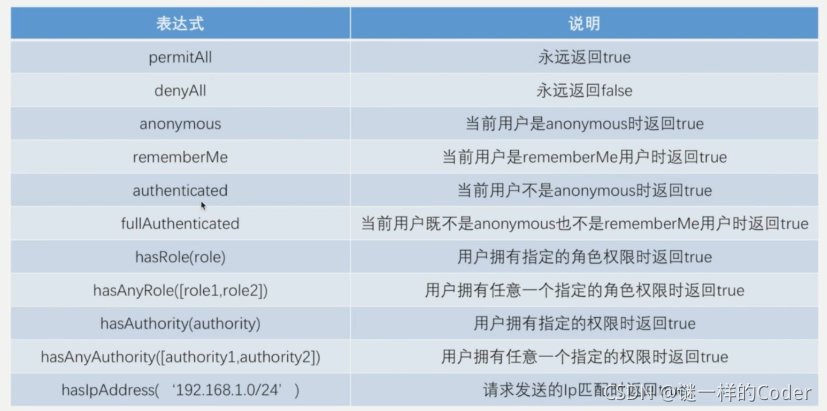 表达式 说明
permitAll 永远返回true
denyAll 永远返回false
anonymous 当前用户是anonymous时返回true
rememberMe 当前用户是rememberMe用户时返回true
authenticated 当前用户不是anonymous时返回true
fullAuthenticated 当前用户既不是anonymous也不是rememberMe用户时返回true
hasRole(role) 用户拥有指定的角色权限时返回true
hasAnyRole([role1,role2]) 用户拥有任意一个指定的角色权限时返回true
hasAuthority(authority) 用户拥有指定的权限时返回true
hasAnyAuthority([authority1,authority2]) 用户拥有任意一个指定的权限时返回true
hasIpAddress( ‘192.168.1.0/24’ ) 请求发送的Ip匹配时返回true
CSDN @谜一样的Coder